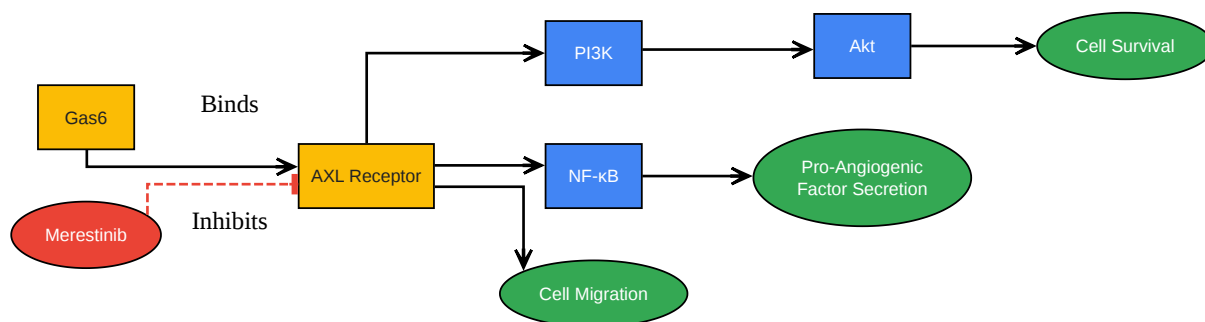 PI3K
Akt
Cell Survival
Gas6
Binds
AXL Receptor
NF-κB
Pro-Angiogenic
Factor Secretion
Merestinib
Inhibits
Cell Migration